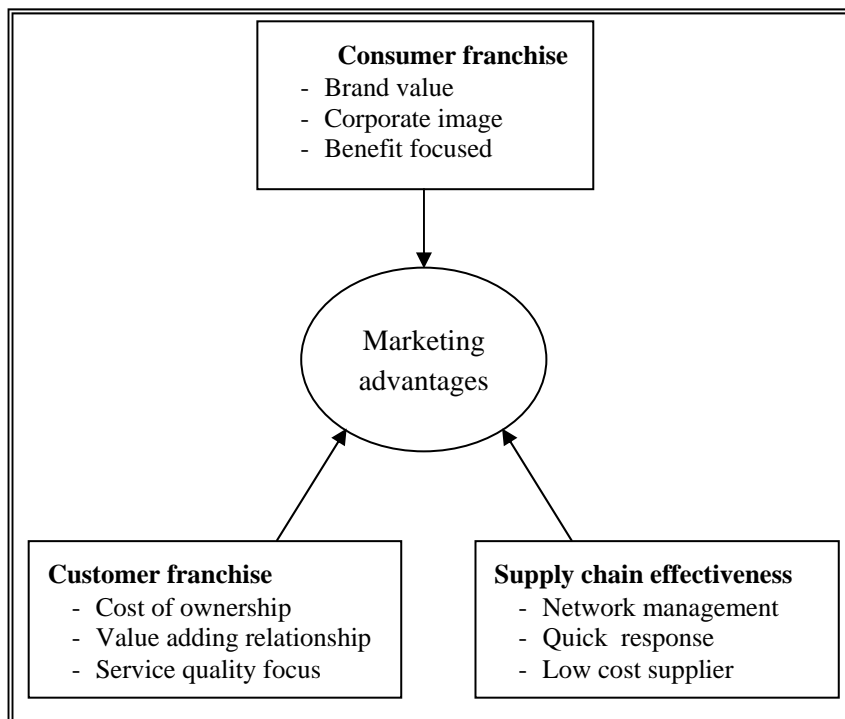 Consumer franchise
- Brand value
- Corporate image
- Benefit focused
Marketing
advantages
Customer franchise
- Cost of ownership
- Value adding relationship
- Service quality focus
Supply chain effectiveness
- Network management
- Quick response
- Low cost supplier